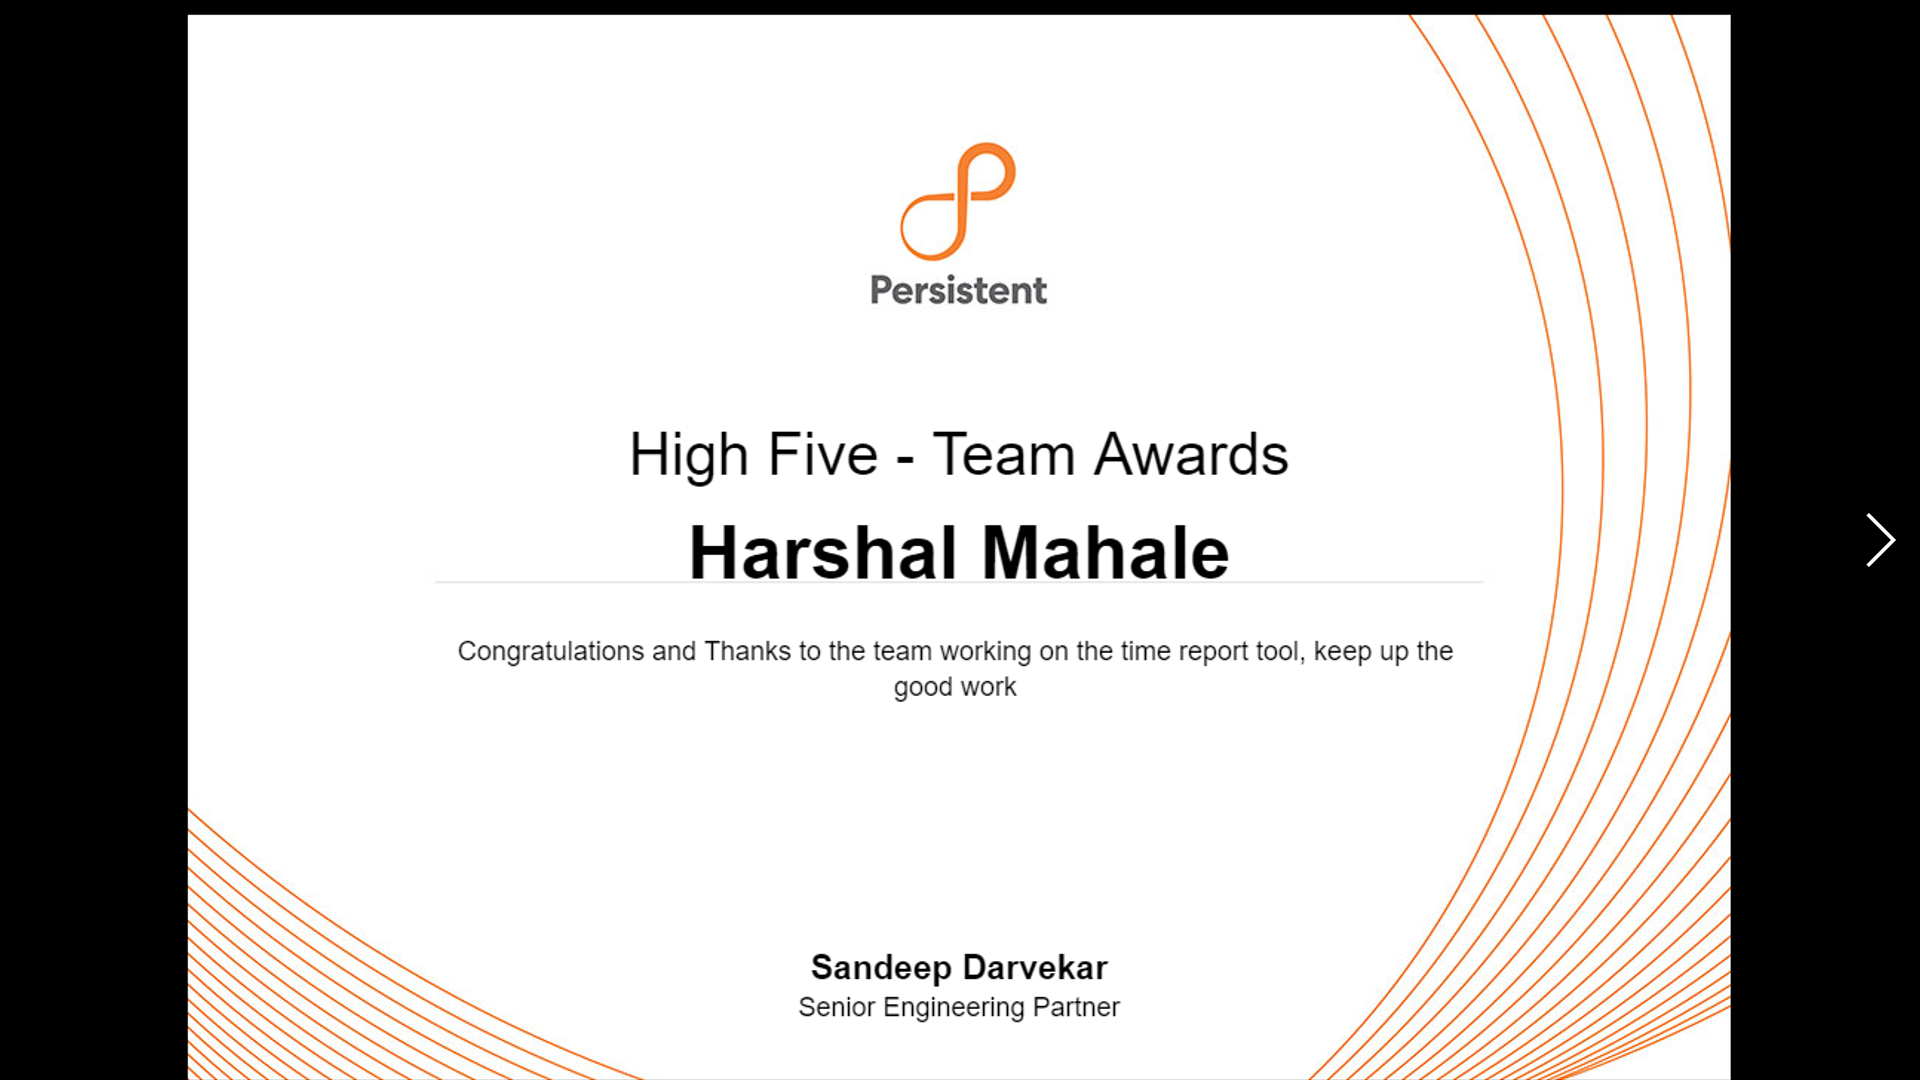 Persistent
High Five - Team Awards
Harshal Mahale
Congratulations and Thanks to the team working on the time report tool, keep up the
good work
Sandeep Darvekar
Senior Engineering Partner